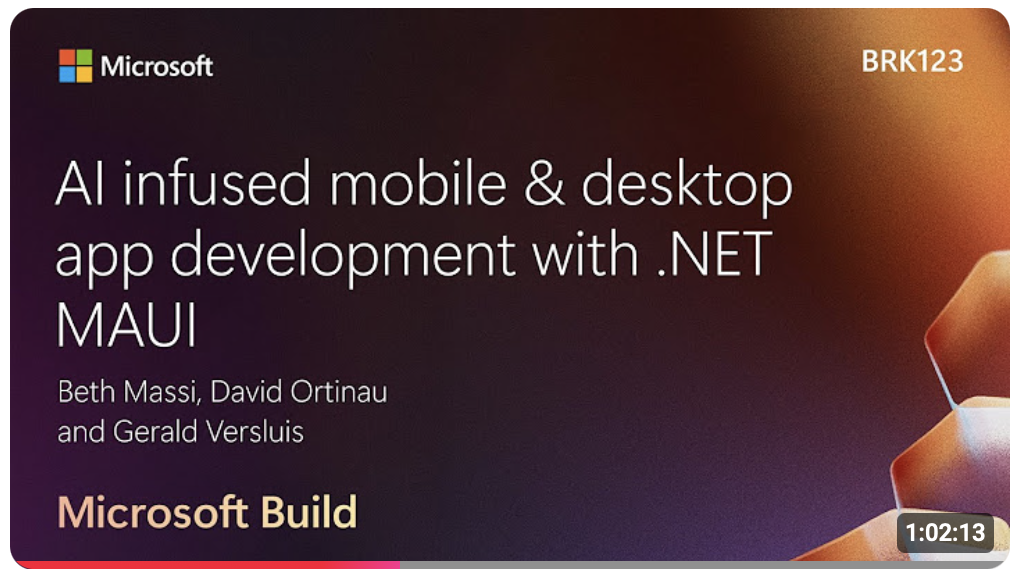 Microsoft
BRK123
AI infused mobile & desktop
app development with .NET
MAUI
Beth Massi, David Ortinau
and Gerald Versluis
Microsoft Build
1:02:13